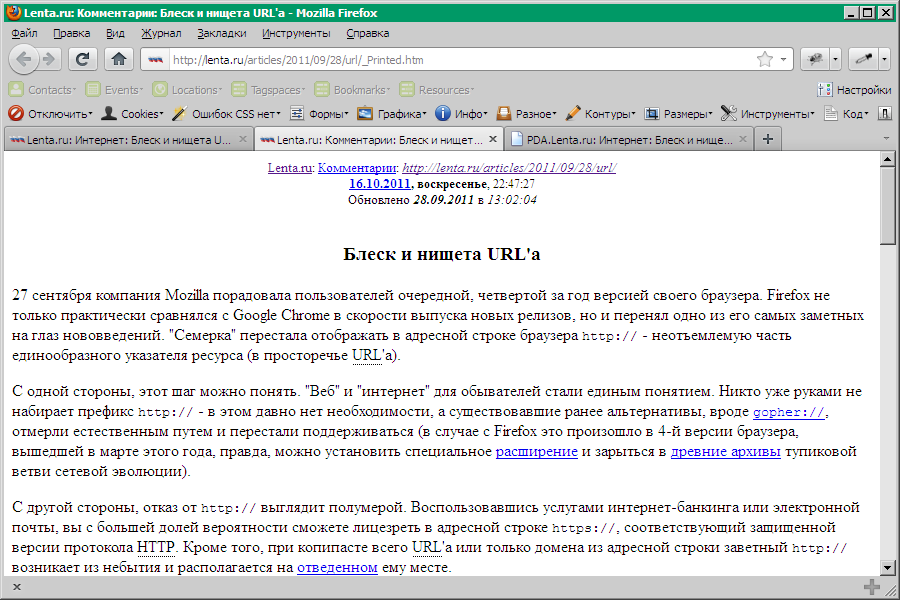 Lenta.ru: Комментарии: Блеск и нищета URL'а - Mozilla Firefox
Файл Правка Вид Журнал Закладки Инструменты Справка
http://lenta.ru/articles/2011/09/28/url/_Printed.htm
Contacts Events Locations Tagspaces Bookmarks Resources Настройки
Отключить Cookies Ошибок CSS нет Формы Графика Инфо Разное Контуры Размеры Инструменты Код
Lenta.ru: Интернет: Блеск и нищета U... Lenta.ru: Комментарии: Блеск и нищет... PDA.Lenta.ru: Интернет: Блеск и нище...
Lenta.ru: Комментарии: http://lenta.ru/articles/2011/09/28/url/
16.10.2011, воскресенье, 22:47:27
Обновлено 28.09.2011 в 13:02:04
Блеск и нищета URL'а
27 сентября компания Mozilla порадовала пользователей очередной, четвертой за год версией своего браузера. Firefox не
только практически сравнялся с Google Chrome в скорости выпуска новых релизов, но и перенял одно из его самых заметных
на глаз нововведений. "Семерка" перестала отображать в адресной строке браузера http:// - неотъемлемую часть
единообразного указателя ресурса (в просторечье URL'а).
С одной стороны, этот шаг можно понять. "Веб" и "интернет" для обывателей стали единым понятием. Никто уже руками не
набирает префикс http:// - в этом давно нет необходимости, а существовавшие ранее альтернативы, вроде gopher://,
отмерли естественным путем и перестали поддерживаться (в случае с Firefox это произошло в 4-й версии браузера,
вышедшей в марте этого года, правда, можно установить специальное расширение и зарыться в древние архивы тупиковой
ветви сетевой эволюции).
С другой стороны, отказ от http:// выглядит полумерой. Воспользовавшись услугами интернет-банкинга или электронной
почты, вы с большей долей вероятности сможете лицезреть в адресной строке https://, соответствующий защищенной
версии протокола HTTP. Кроме того, при копипасте всего URL'а или только домена из адресной строки заветный http://
возникает из небытия и располагается на отведенном ему месте.